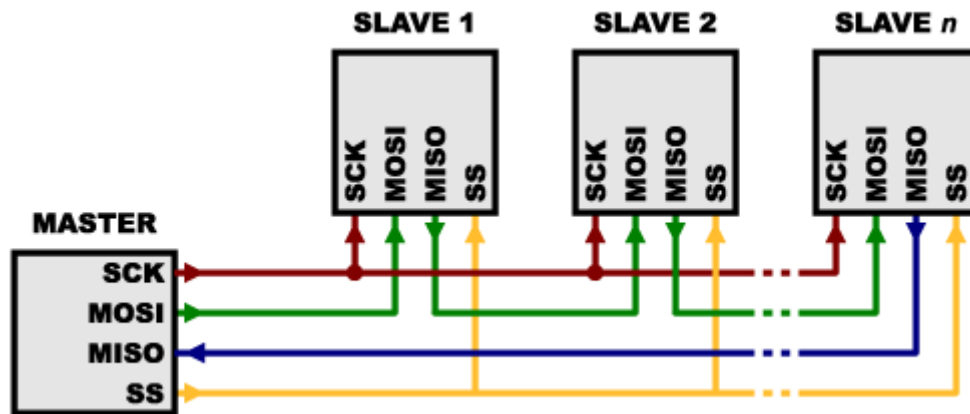 SLAVE 1
SLAVE 2
SLAVE n
SCK MOSI MISO SS
SCK MOSI MISO SS
SCK MOSI MISO SS
MASTER
SCK
MOSI
MISO
SS